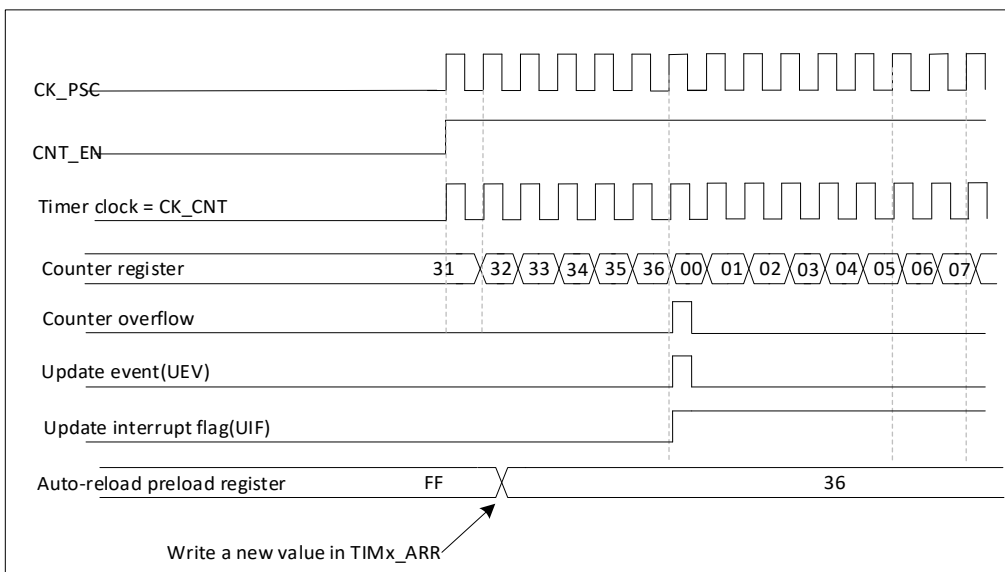 CK_PSC
CNT_EN
Timer clock = CK_CNT
Counter register 31 32 33 34 35 36 00 01 02 03 04 05 06 07
Counter overflow
Update event(UEV)
Update interrupt flag(UIF)
Auto-reload preload register FF 36
Write a new value in TIMx_ARR